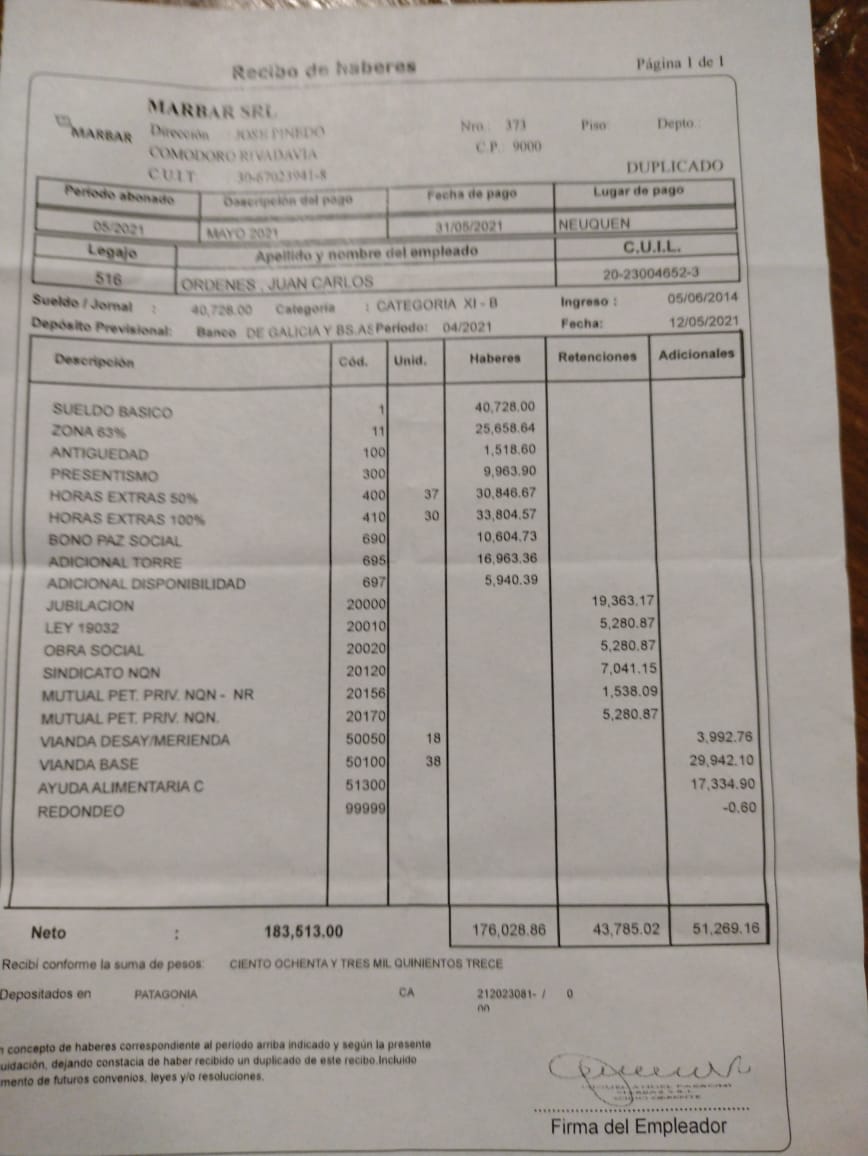 Recibo de haberes
Página 1 de 1
MARBAR SRL
MARBAR
Dirección JOSE PINEDO Nro.: 373 Piso: Depto.:
COMODORO RIVADAVIA C.P. 9000
C.U.I.T. 30-67023941-8 DUPLICADO
Período abonado Descripción del pago Fecha de pago Lugar de pago
05/2021 MAYO 2021 31/05/2021 NEUQUEN
Legajo Apellido y nombre del empleado C.U.I.L.
516 ORDENES , JUAN CARLOS 20-23004652-3
Sueldo / Jornal : 40,728.00 Categoría : CATEGORIA XI - B Ingreso : 05/06/2014
Depósito Previsional: Banco DE GALICIA Y BS.AS Período: 04/2021 Fecha: 12/05/2021
Descripción Cód. Unid. Haberes Retenciones Adicionales
SUELDO BASICO 1 40,728.00
ZONA 63% 11 25,658.64
ANTIGUEDAD 100 1,518.60
PRESENTISMO 300 9,963.90
HORAS EXTRAS 50% 400 37 30,846.67
HORAS EXTRAS 100% 410 30 33,804.57
BONO PAZ SOCIAL 690 10,604.73
ADICIONAL TORRE 695 16,963.36
ADICIONAL DISPONIBILIDAD 697 5,940.39
JUBILACION 20000 19,363.17
LEY 19032 20010 5,280.87
OBRA SOCIAL 20020 5,280.87
SINDICATO NQN 20120 7,041.15
MUTUAL PET. PRIV. NQN - NR 20156 1,538.09
MUTUAL PET. PRIV. NQN. 20170 5,280.87
VIANDA DESAY/MERIENDA 50050 18 3,992.76
VIANDA BASE 50100 38 29,942.10
AYUDA ALIMENTARIA C 51300 17,334.90
REDONDEO 99999 -0.60
Neto : 183,513.00 176,028.86 43,785.02 51,269.16
Recibí conforme la suma de pesos: CIENTO OCHENTA Y TRES MIL QUINIENTOS TRECE
Depositados en PATAGONIA CA 212023081- / 0
00
n concepto de haberes correspondiente al período arriba indicado y según la presente
uidación, dejando constacia de haber recibido un duplicado de este recibo.Incluido
mento de futuros convenios, leyes y/o resoluciones.
Firma del Empleador